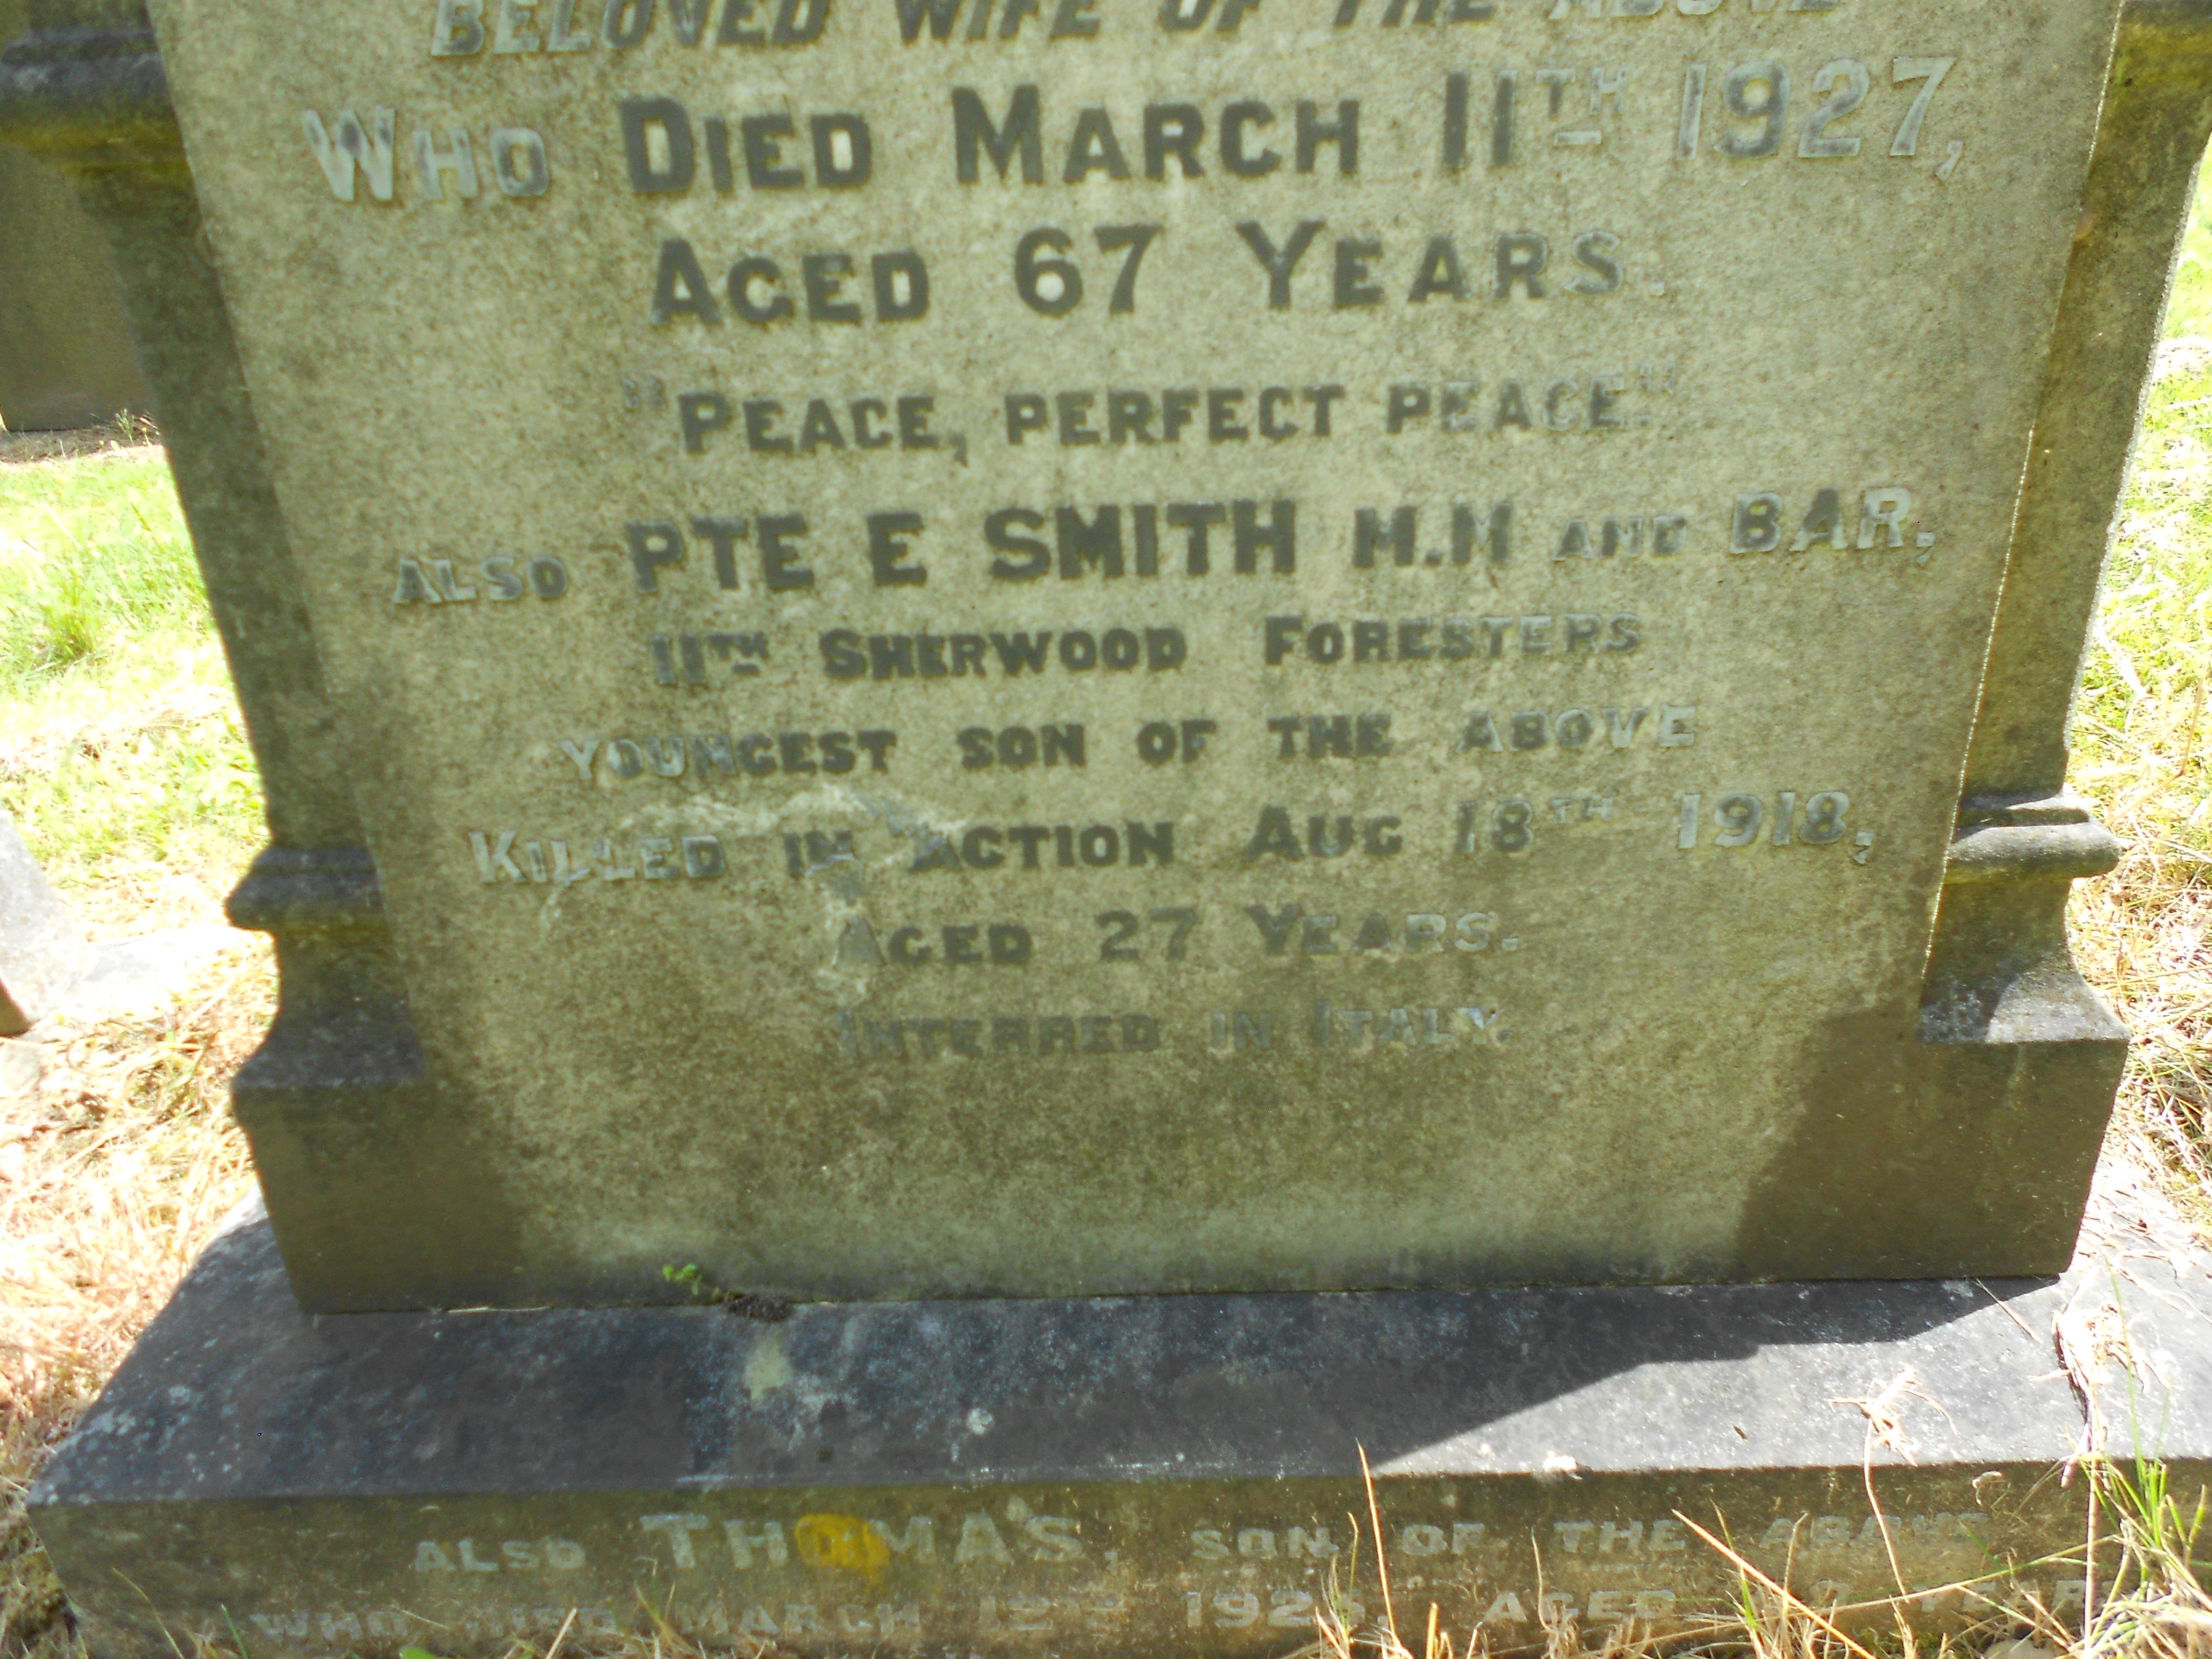 BELOVED WIFE OF THE ABOVE
WHO DIED MARCH 11TH 1927,
AGED 67 YEARS.
"PEACE, PERFECT PEACE."
ALSO PTE E SMITH M.M AND BAR,
11TH SHERWOOD FORESTERS
YOUNGEST SON OF THE ABOVE
KILLED IN ACTION AUG 18TH 1918,
AGED 27 YEARS.
INTERRED IN ITALY.
ALSO THOMAS, SON OF THE ABOVE
WHO DIED MARCH 12TH AGED